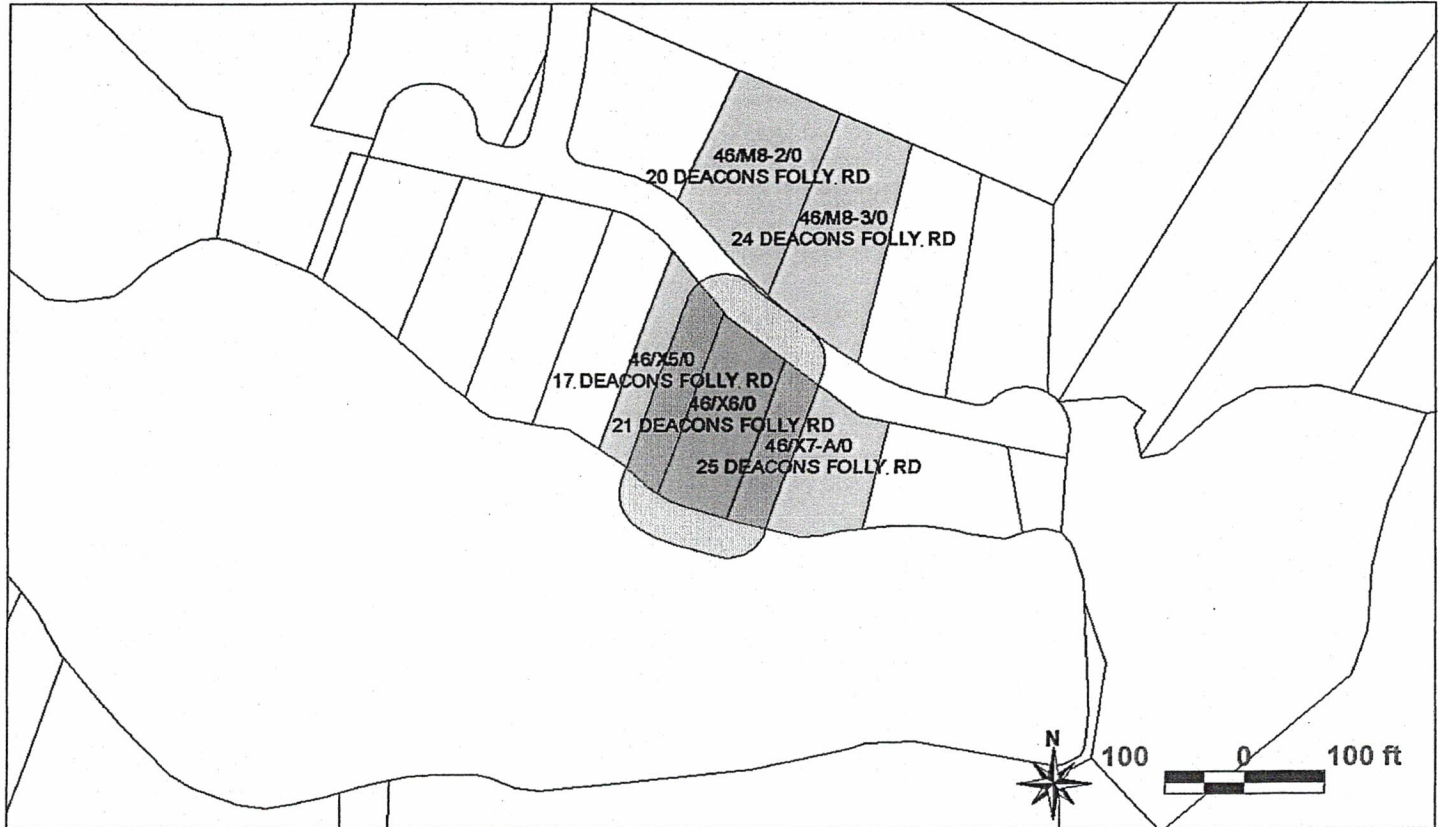 46/M8-2/0
20 DEACONS FOLLY RD
46/M8-3/0
24 DEACONS FOLLY RD
46/X5/0
17 DEACONS FOLLY RD
46/X6/0
21 DEACONS FOLLY RD
46/X7-A/0
25 DEACONS FOLLY RD
N
100 0 100 ft